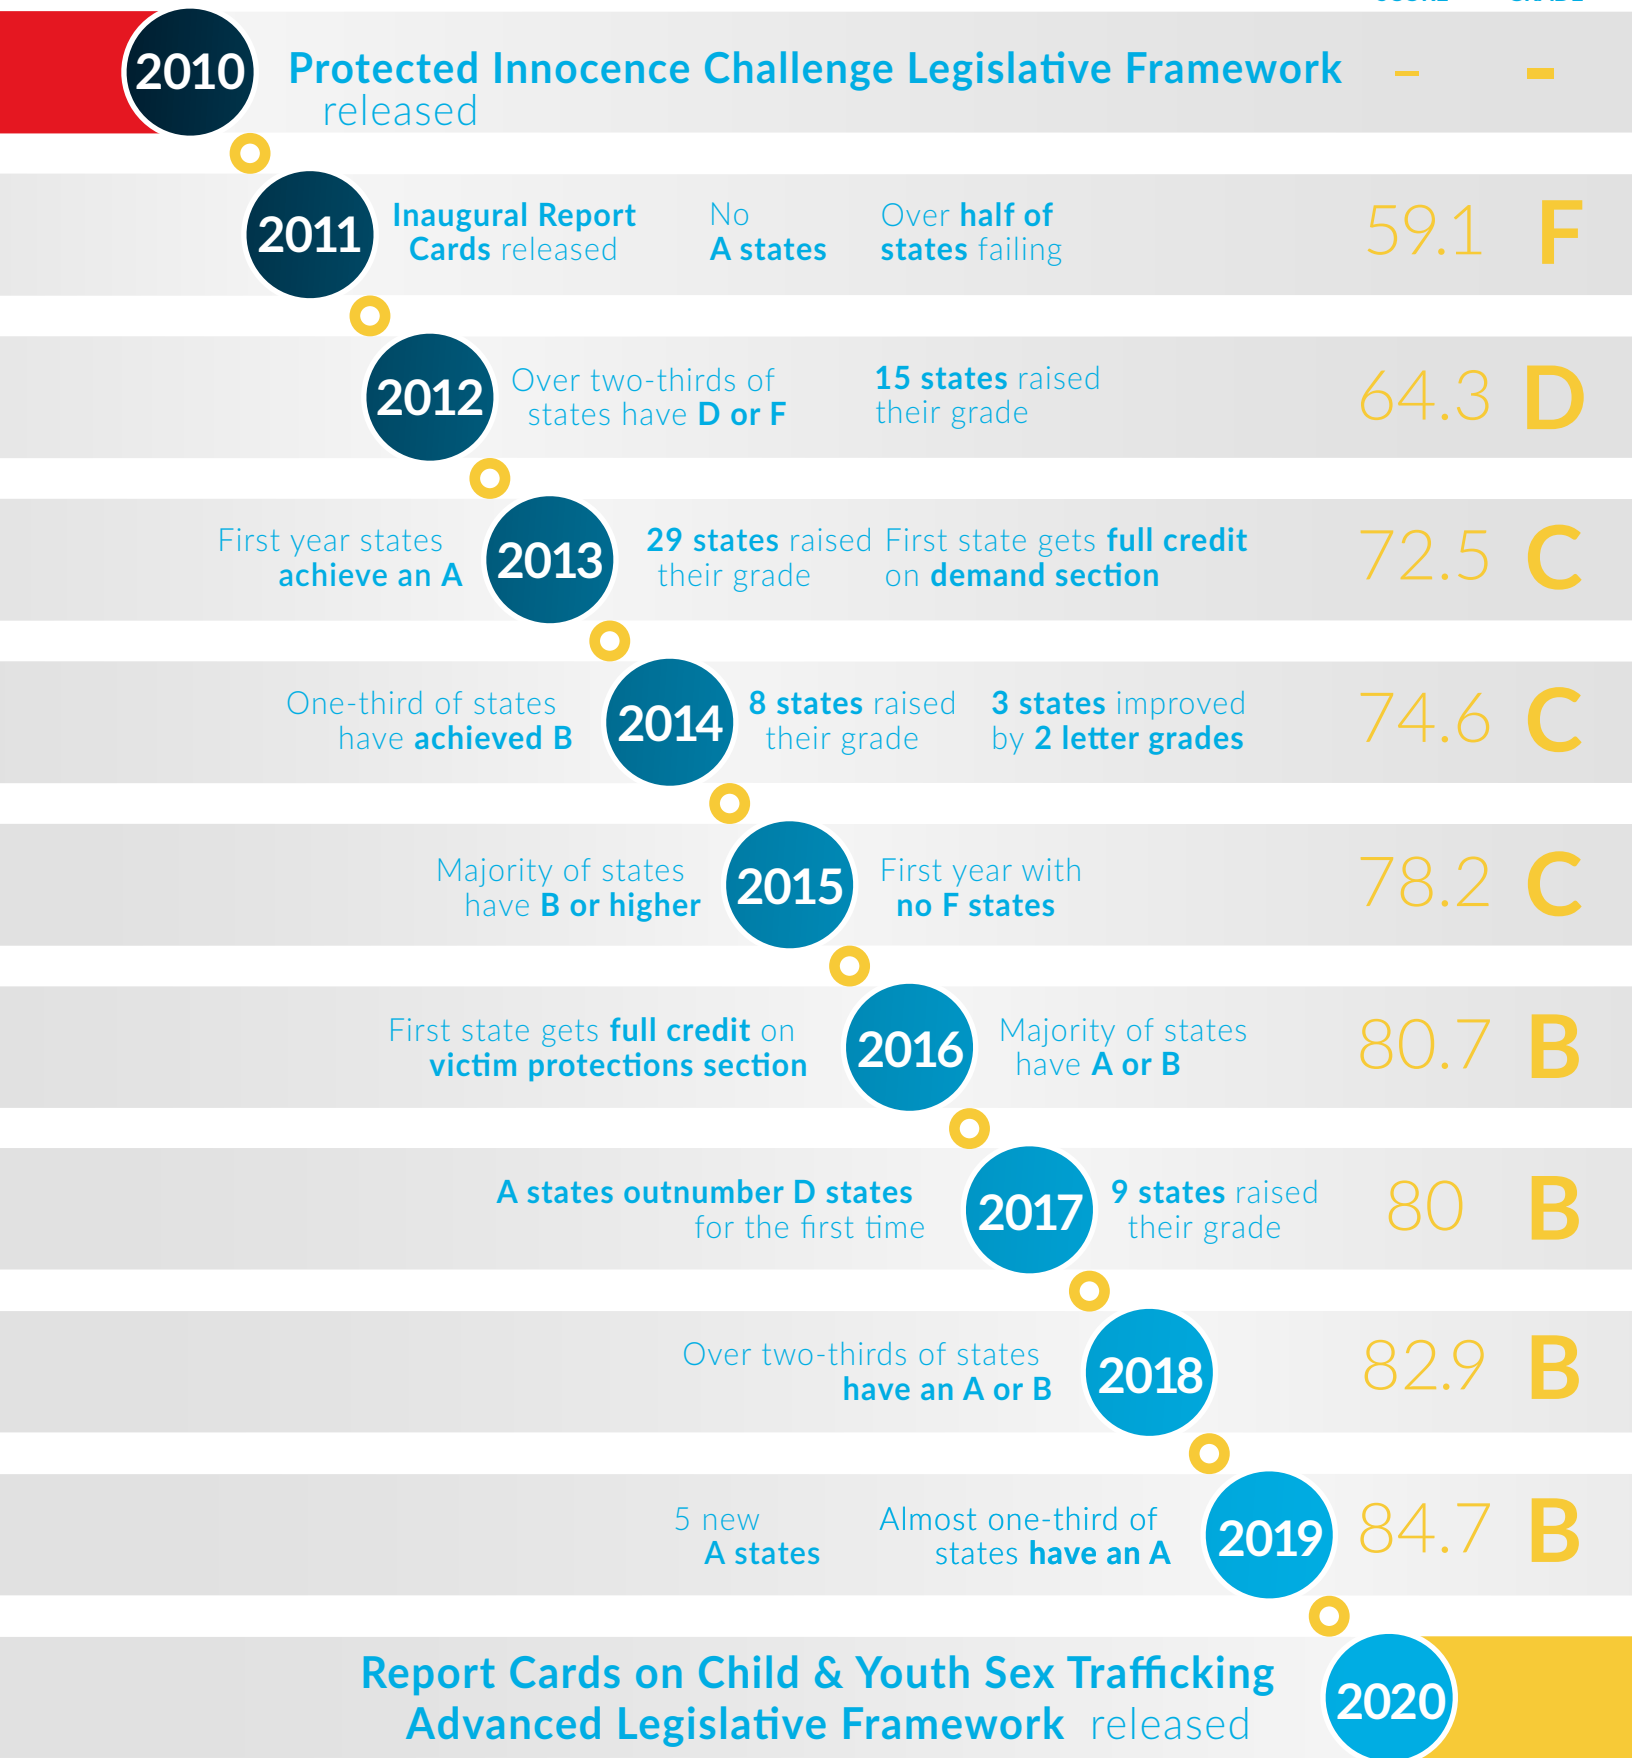 2010
Protected Innocence Challenge Legislative Framework
released
– -
2011
Inaugural Report
Cards released
No
A states
Over half of
states failing
59.1 F
2012
Over two-thirds of
states have D or F
15 states raised
their grade
64.3 D
First year states
achieve an A
2013
29 states raised
their grade
First state gets full credit
on demand section
72.5 C
One-third of states
have achieved B
2014
8 states raised
their grade
3 states improved
by 2 letter grades
74.6 C
Majority of states
have B or higher
2015
First year with
no F states
78.2 C
First state gets full credit on
victim protections section
2016
Majority of states
have A or B
80.7 B
A states outnumber D states
for the first time
2017
9 states raised
their grade
80 B
Over two-thirds of states
have an A or B
2018
82.9 B
5 new
A states
Almost one-third of
states have an A
2019
84.7 B
Report Cards on Child & Youth Sex Trafficking
Advanced Legislative Framework released
2020